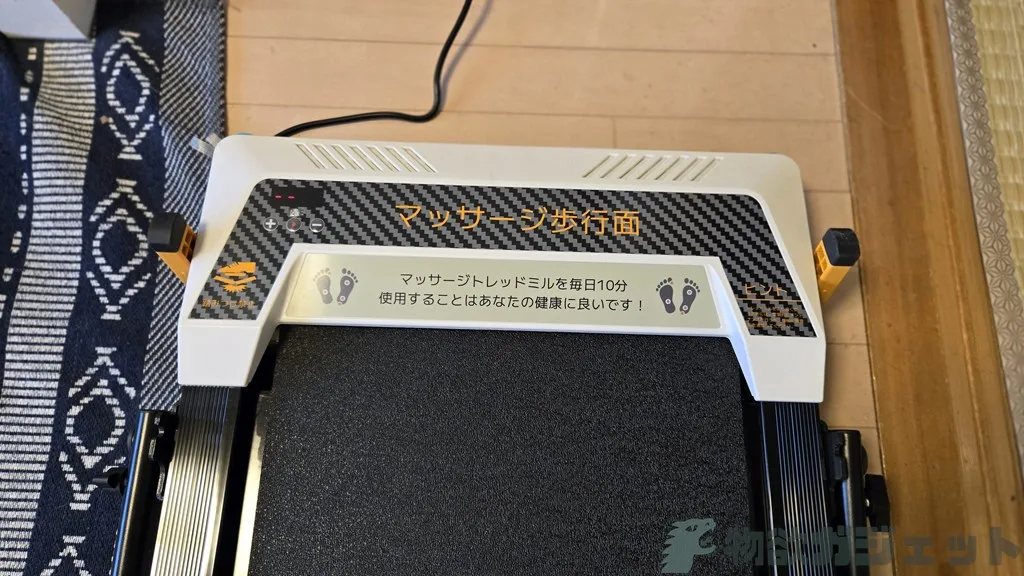 マッサージ歩行面
マッサージトレッドミルを毎日10分
使用することはあなたの健康に良いです！
ヒント